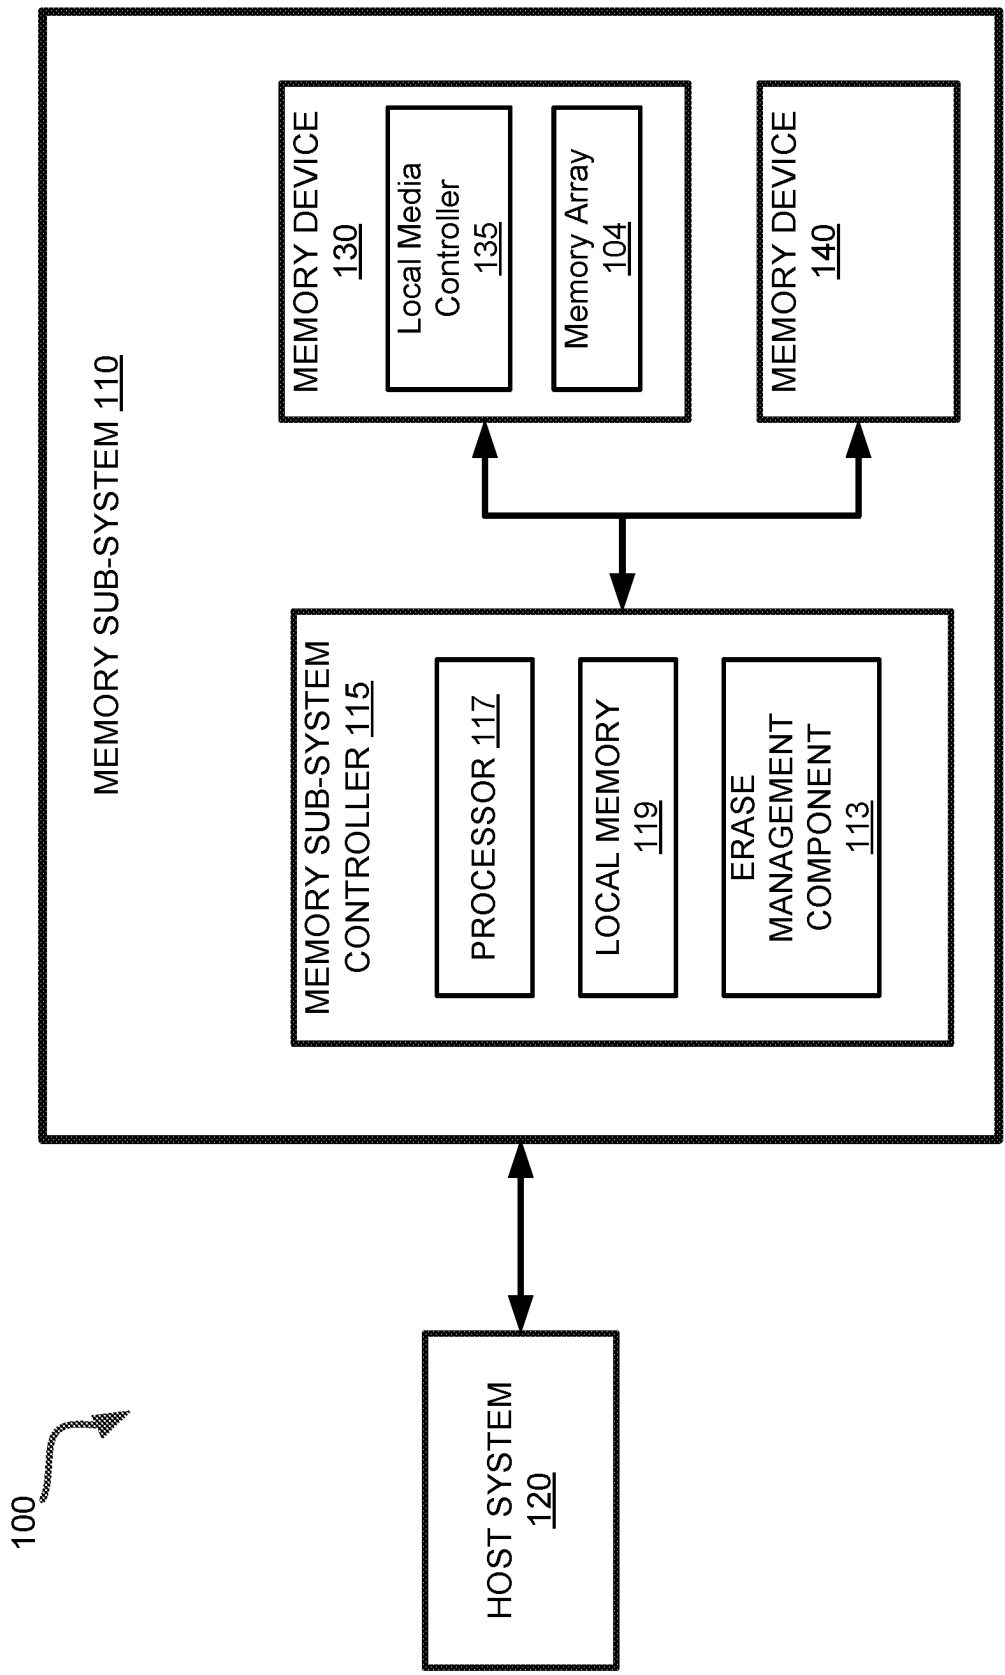 100
MEMORY SUB-SYSTEM 110
HOST SYSTEM
120
MEMORY SUB-SYSTEM
CONTROLLER 115
PROCESSOR 117
LOCAL MEMORY
119
ERASE
MANAGEMENT
COMPONENT
113
MEMORY DEVICE
130
Local Media
Controller
135
Memory Array
104
MEMORY DEVICE
140